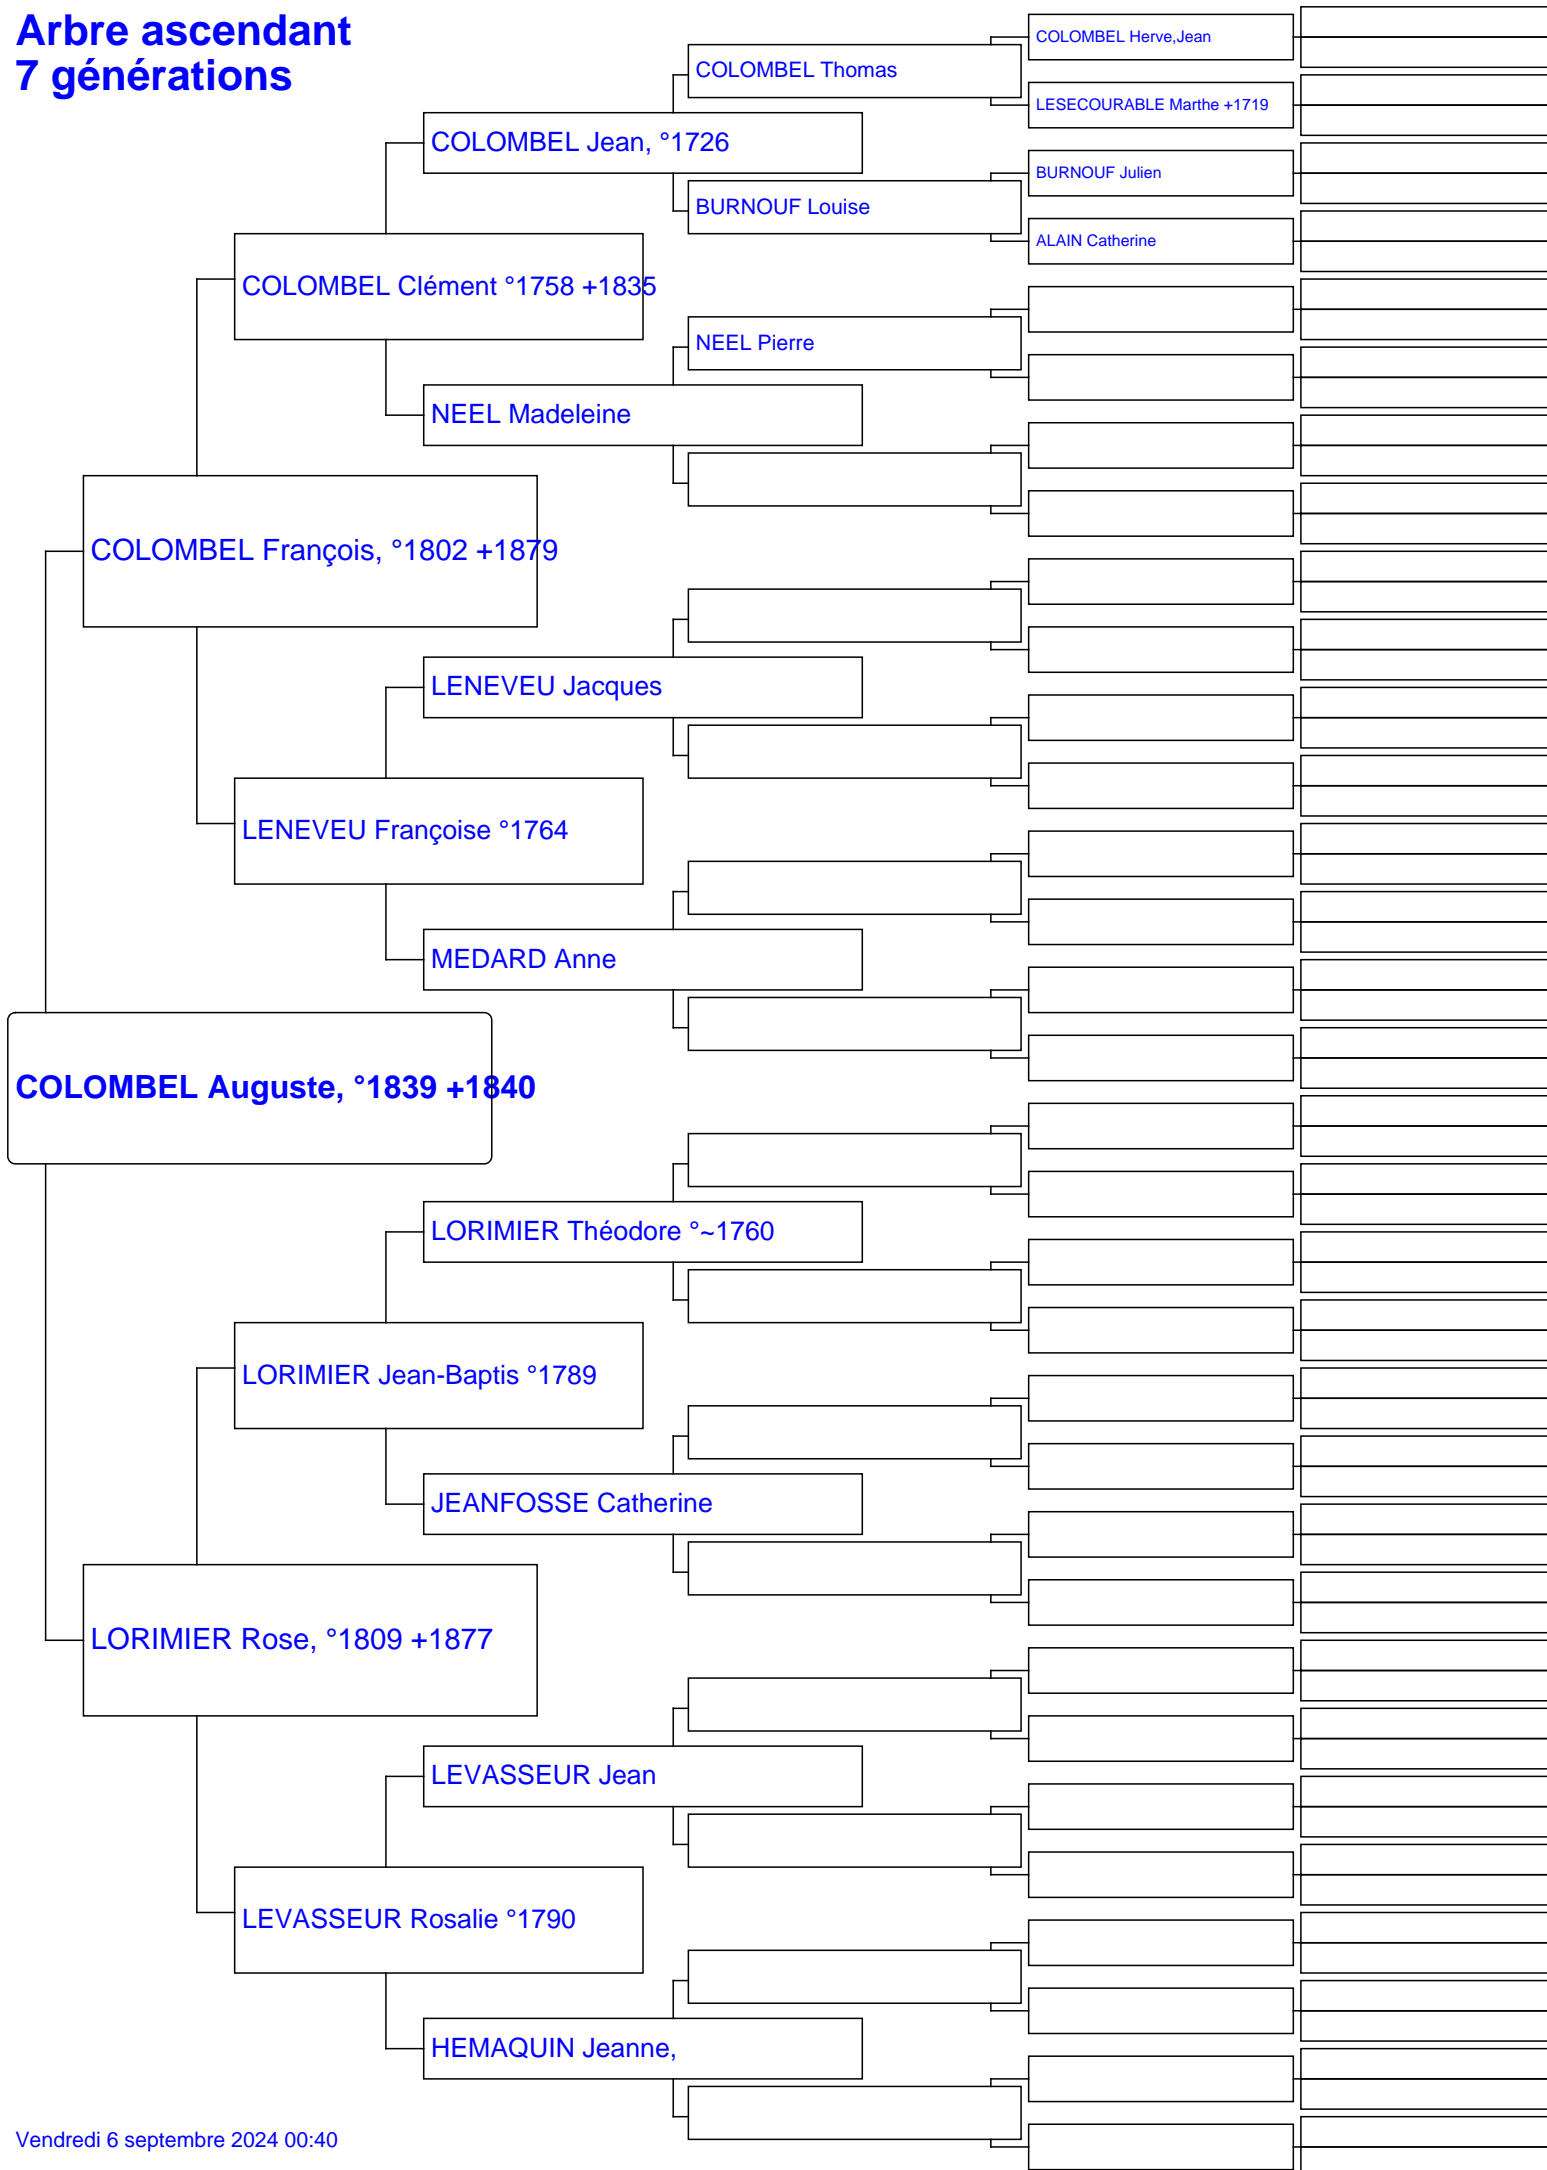 Arbre ascendant
7 générations
COLOMBEL Herve,Jean
COLOMBEL Thomas
LESECOURABLE Marthe +1719
COLOMBEL Jean, °1726
BURNOUF Julien
BURNOUF Louise
ALAIN Catherine
COLOMBEL Clément °1758 +1835
NEEL Pierre
NEEL Madeleine
COLOMBEL François, °1802 +1879
LENEVEU Jacques
LENEVEU Françoise °1764
MEDARD Anne
COLOMBEL Auguste, °1839 +1840
LORIMIER Théodore °~1760
LORIMIER Jean-Baptis °1789
JEANFOSSE Catherine
LORIMIER Rose, °1809 +1877
LEVASSEUR Jean
LEVASSEUR Rosalie °1790
HEMAQUIN Jeanne,
Vendredi 6 septembre 2024 00:40